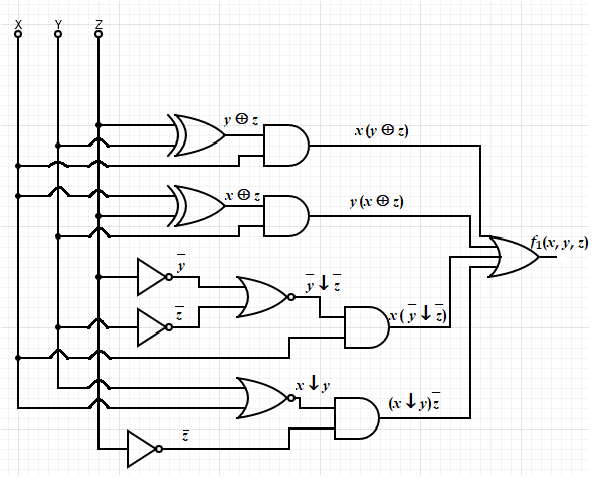 X Y Z
y ⊕ z
x (y ⊕ z)
x ⊕ z
y (x ⊕ z)
f₁(x, y, z)
y̅
y̅ ↓ z̅
z̅
x ( y̅ ↓ z̅)
x ↓ y
(x ↓ y) z̅
z̅